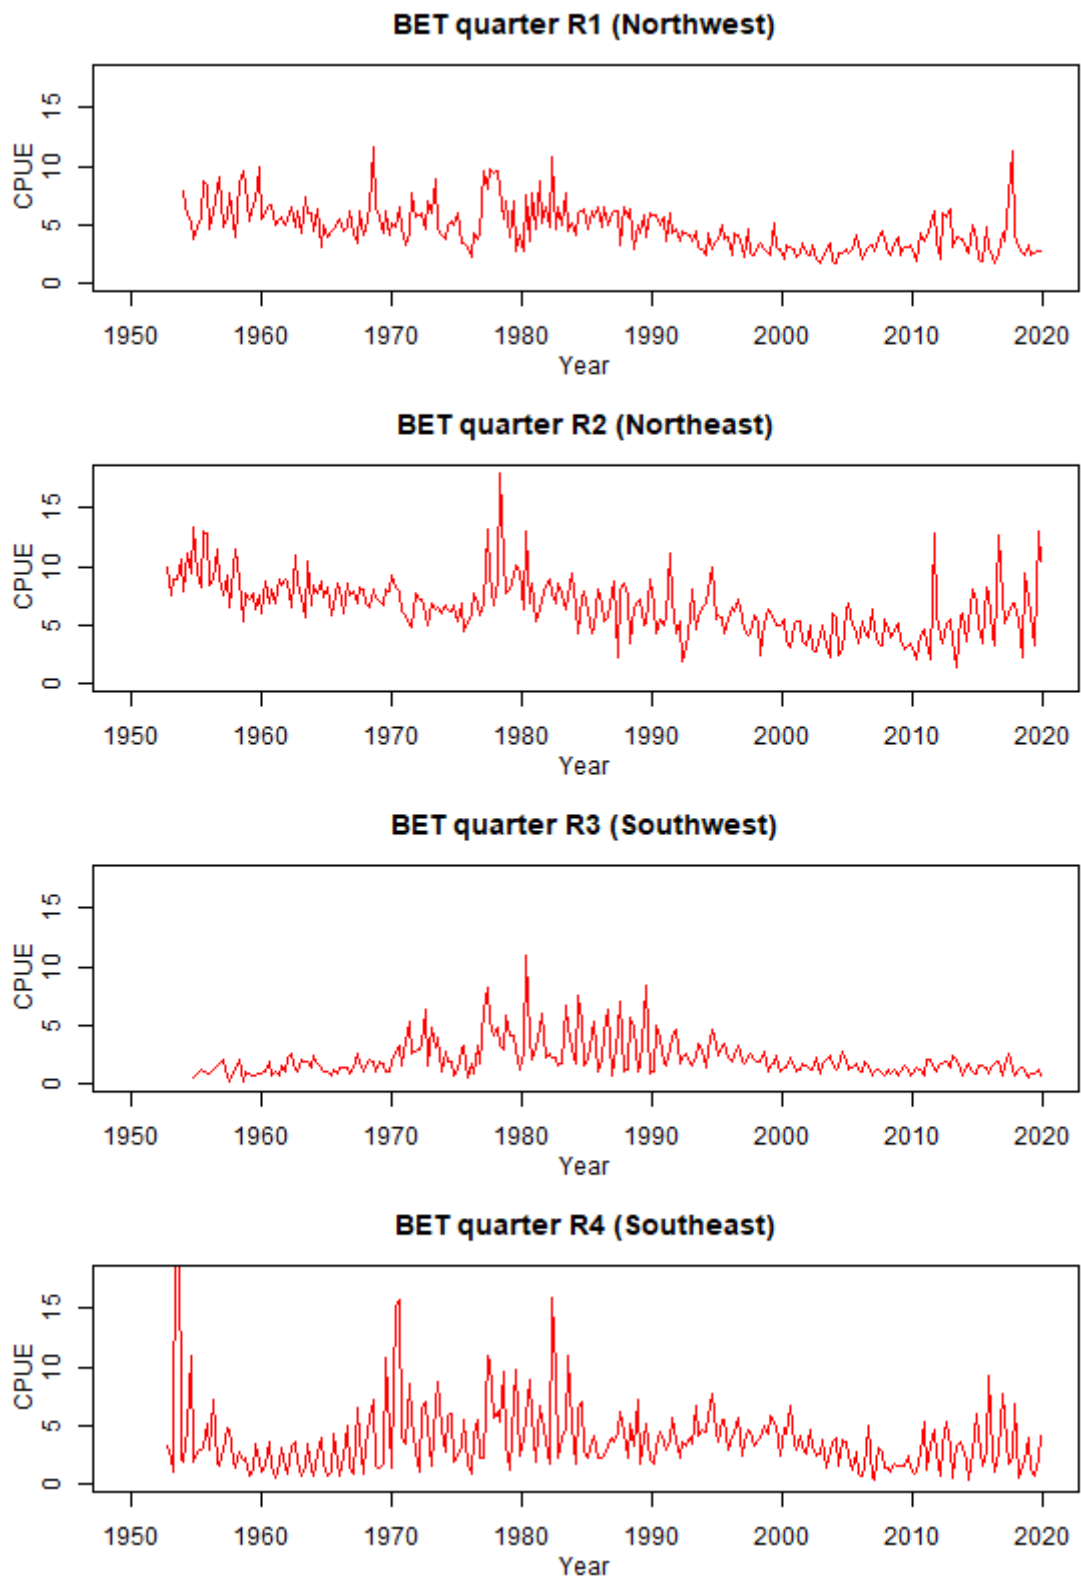 BET quarter R1 (Northwest)
CPUE
15
10
5
0
1950 1960 1970 1980 1990 2000 2010 2020
Year
BET quarter R2 (Northeast)
CPUE
15
10
5
0
1950 1960 1970 1980 1990 2000 2010 2020
Year
BET quarter R3 (Southwest)
CPUE
15
10
5
0
1950 1960 1970 1980 1990 2000 2010 2020
Year
BET quarter R4 (Southeast)
CPUE
15
10
5
0
1950 1960 1970 1980 1990 2000 2010 2020
Year